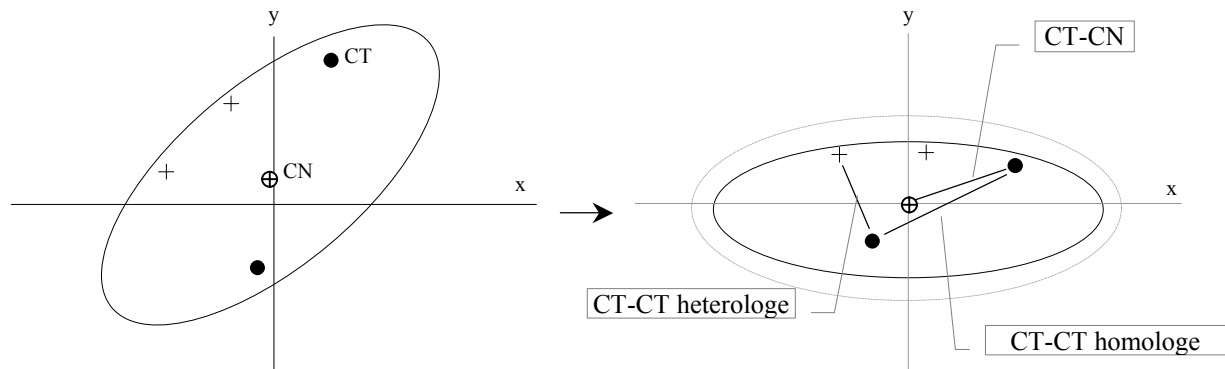 y
CT
CN
x
y
CT-CN
x
CT-CT heterologe
CT-CT homologe